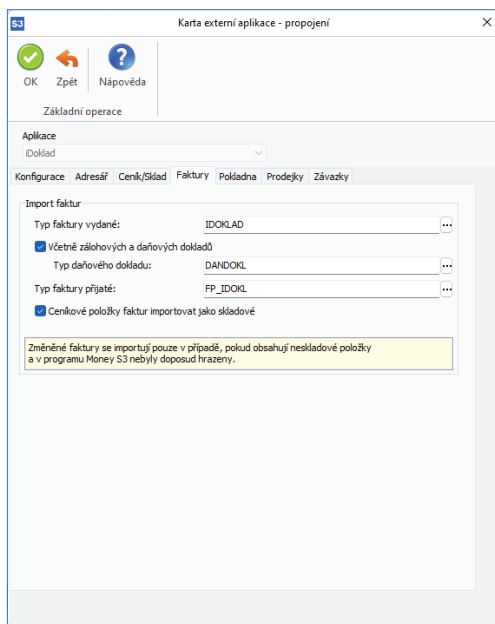 S3 Karta externí aplikace - propojení
OK Zpět Nápověda
Základní operace
Aplikace
iDoklad
Konfigurace Adresář Ceník/Sklad Faktury Pokladna Prodejky Závazky
Import faktur
Typ faktury vydané: IDOKLAD ...
Včetně zálohových a daňových dokladů
Typ daňového dokladu: DANDOKL ...
Typ faktury přijaté: FP_IDOKL ...
Ceníkové položky faktur importovat jako skladové
Změněné faktury se importují pouze v případě, pokud obsahují neskladové položky
a v programu Money S3 nebyly doposud hrazeny.